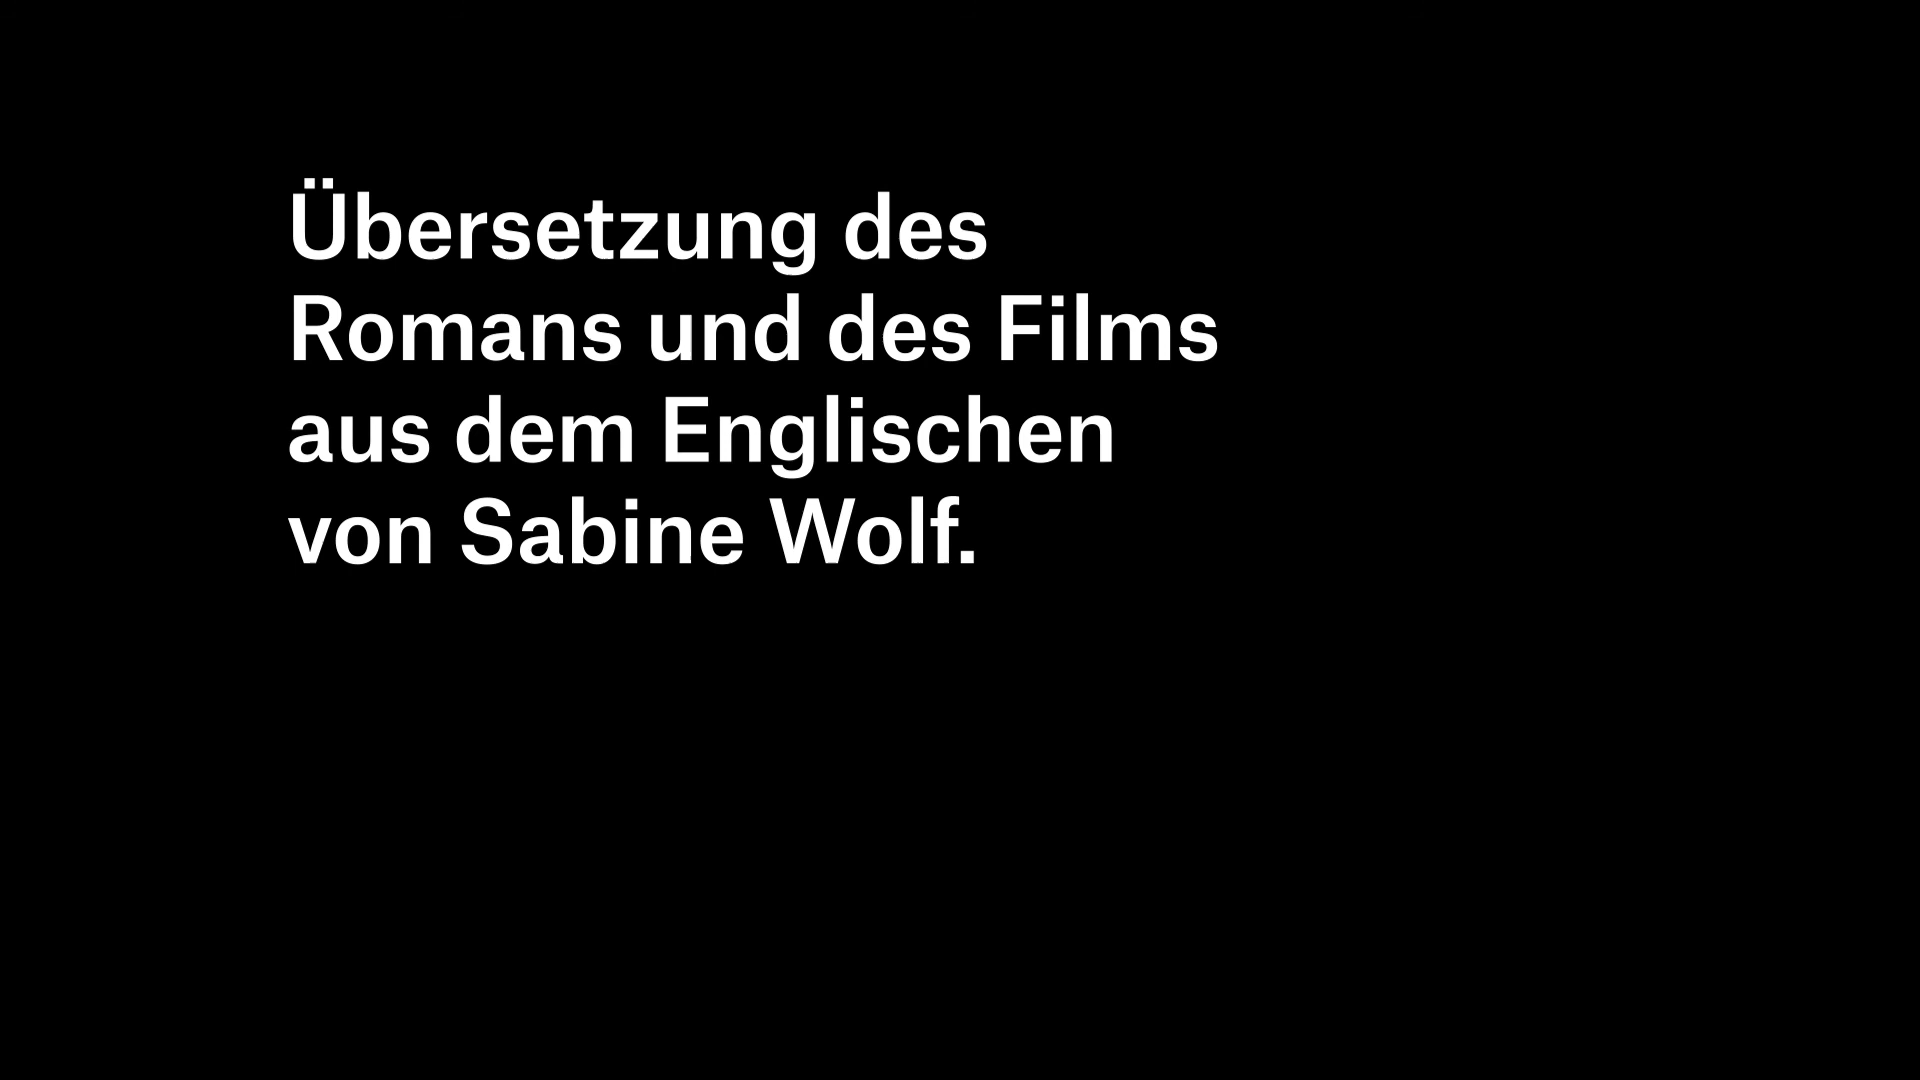 Übersetzung des
Romans und des Films
aus dem Englischen
von Sabine Wolf.